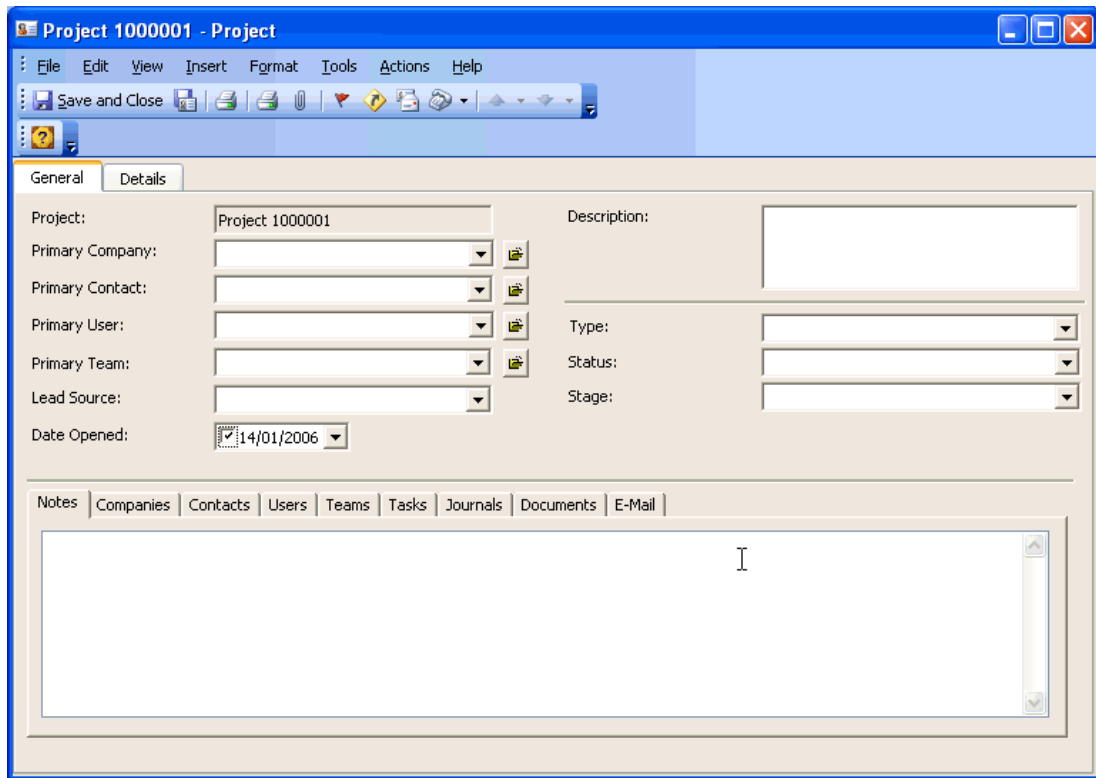 Project 1000001 - Project
File Edit View Insert Format Tools Actions Help
Save and Close
General Details
Project: Project 1000001 Description:
Primary Company:
Primary Contact:
Primary User: Type:
Primary Team: Status:
Lead Source: Stage:
Date Opened: 14/01/2006
Notes Companies Contacts Users Teams Tasks Journals Documents E-Mail